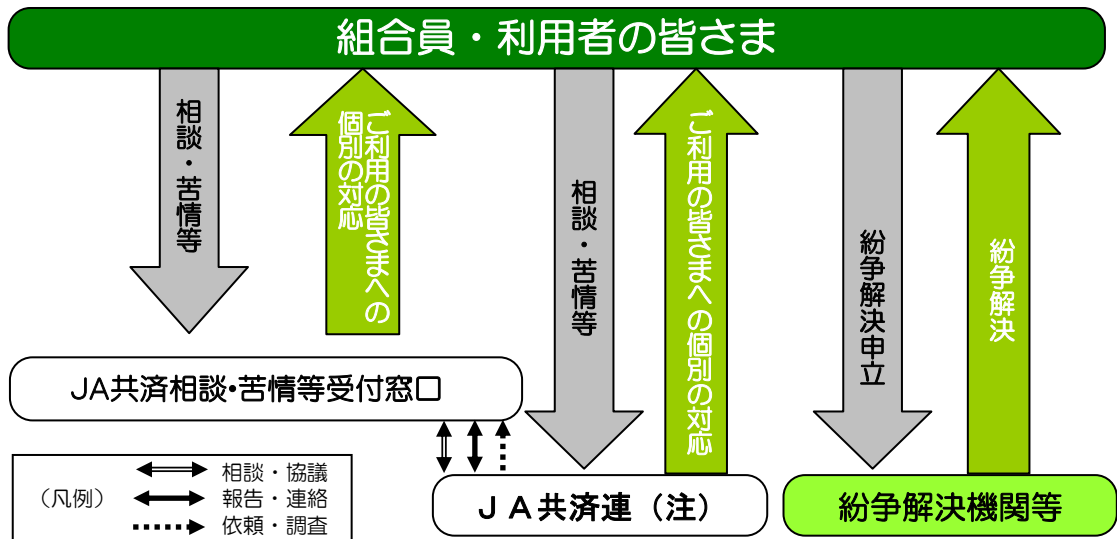 組合員・利用者の皆さま
相談・苦情等
ご利用の皆さまへの
個別の対応
相談・苦情等
ご利用の皆さまへの個別の対応
紛争解決申立
紛争解決
JA共済相談・苦情等受付窓口
（凡例）
相談・協議
報告・連絡
依頼・調査
ＪＡ共済連（注）
紛争解決機関等